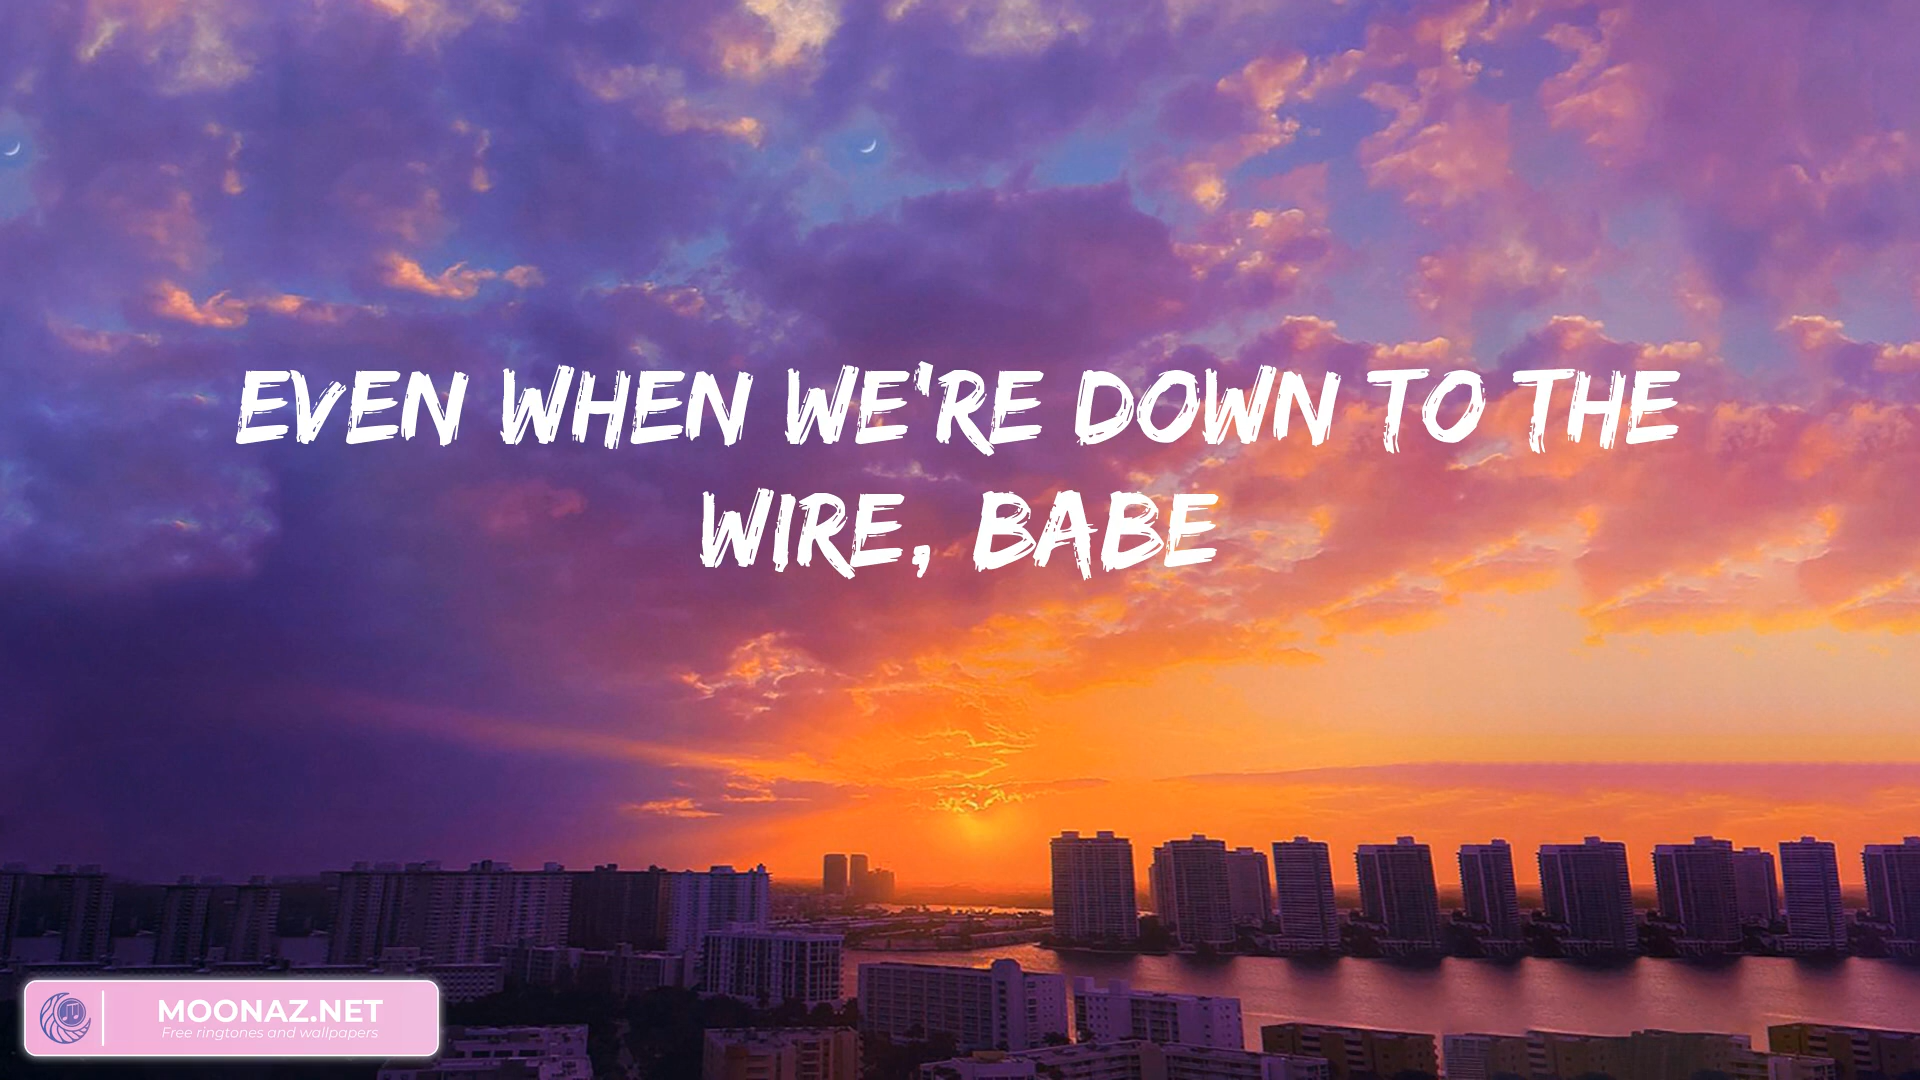 EVEN WHEN WE'RE DOWN TO THE
WIRE, BABE
MOONAZ.NET
Free ringtones and wallpapers